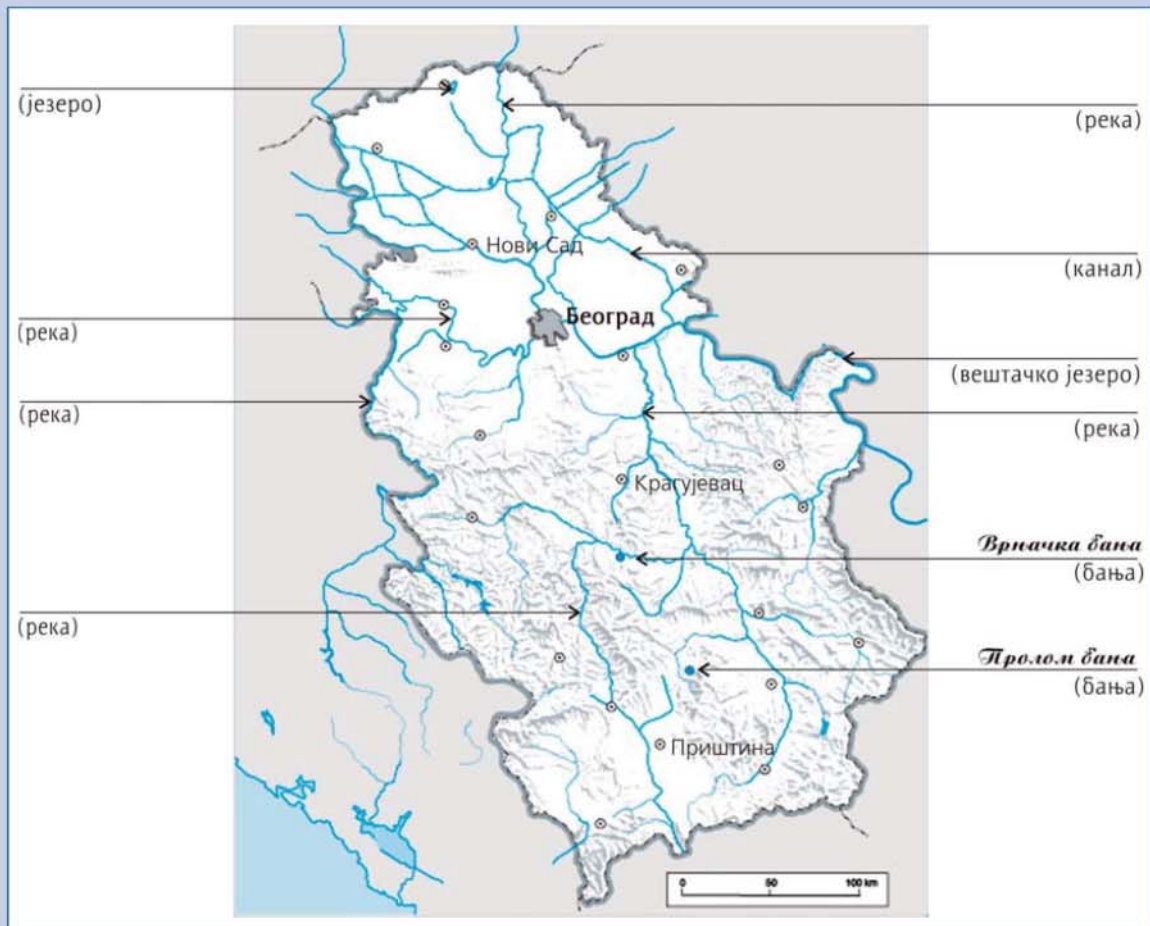 (језеро)
(река)
Нови Сад
(канал)
(река)
Београд
(вештачко језеро)
(река)
(река)
Крагујевац
Врњачка бања
(бања)
(река)
Пролом бања
(бања)
Приштина
0 50 100 km